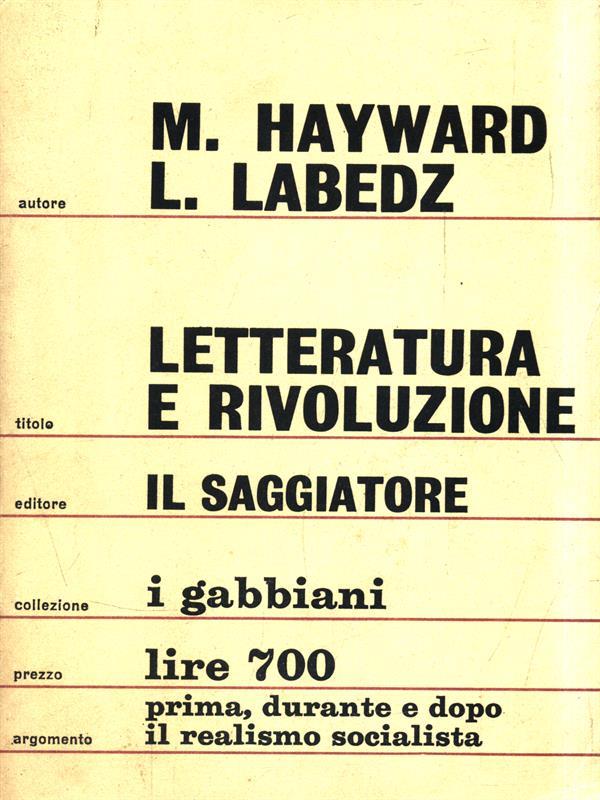 M. HAYWARD
autore L. LABEDZ
LETTERATURA
titolo E RIVOLUZIONE
editore IL SAGGIATORE
collezione i gabbiani
prezzo lire 700
prima, durante e dopo
argomento il realismo socialista